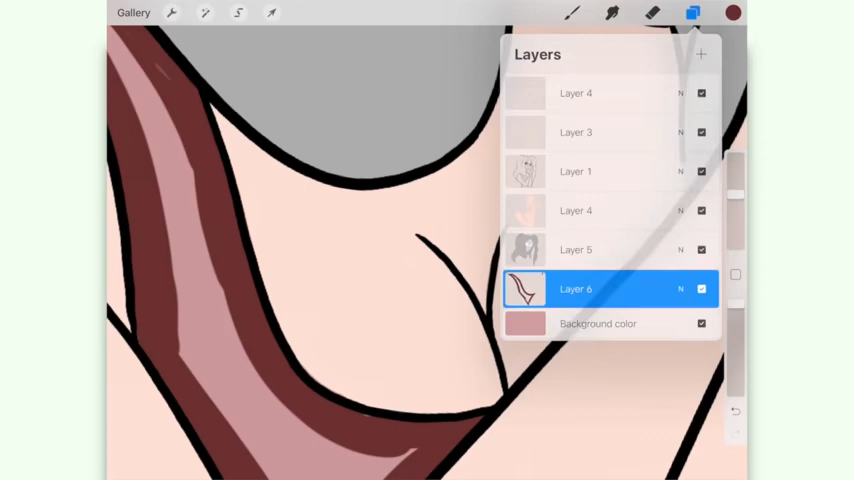 Gallery
Layers
Layer 4 N
Layer 3 N
Layer 1 N
Layer 4 N
Layer 5 N
Layer 6 N
Background color